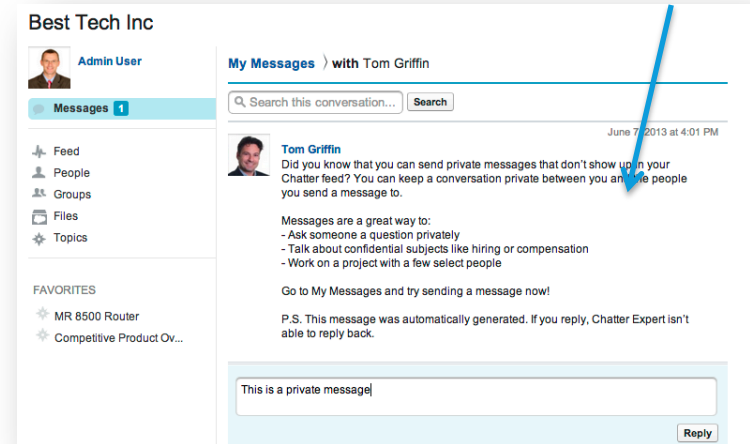 Best Tech Inc
Admin User
Messages 1
Feed
People
Groups
Files
Topics
FAVORITES
MR 8500 Router
Competitive Product Ov...
My Messages > with Tom Griffin
Search this conversation... Search
June 7, 2013 at 4:01 PM
Tom Griffin
Did you know that you can send private messages that don't show up in your
Chatter feed? You can keep a conversation private between you and the people
you send a message to.
Messages are a great way to:
- Ask someone a question privately
- Talk about confidential subjects like hiring or compensation
- Work on a project with a few select people
Go to My Messages and try sending a message now!
P.S. This message was automatically generated. If you reply, Chatter Expert isn't
able to reply back.
This is a private message
Reply